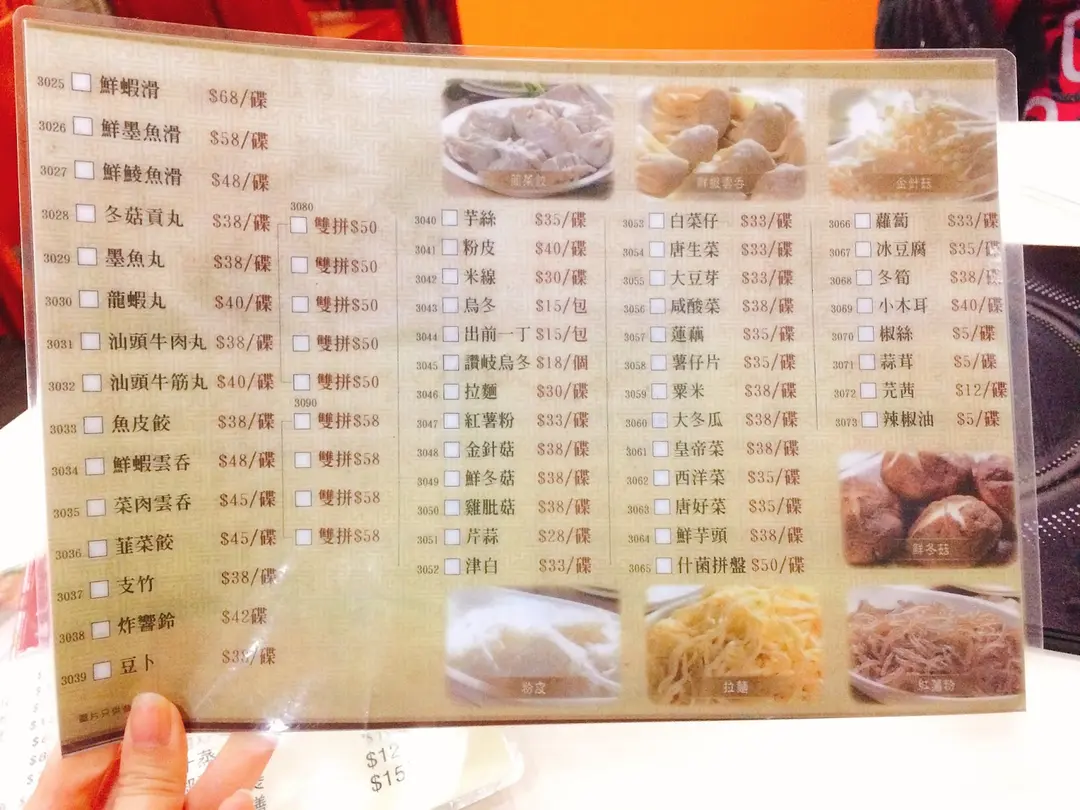 3025 鮮蝦滑 $68/碟
3026 鮮墨魚滑 $58/碟
3027 鮮鯪魚滑 $48/碟
3028 冬菇貢丸 $38/碟
3029 墨魚丸 $38/碟
3030 龍蝦丸 $40/碟
3031 汕頭牛肉丸 $38/碟
3032 汕頭牛筋丸 $40/碟
3033 魚皮餃 $38/碟
3034 鮮蝦雲吞 $48/碟
3035 菜肉雲吞 $45/碟
3036 韮菜餃 $45/碟
3037 支竹 $38/碟
3038 炸響鈴 $42碟
3039 豆卜 $38/碟
3080
雙拼$50
雙拼$50
雙拼$50
雙拼$50
雙拼$50
3090
雙拼$58
雙拼$58
雙拼$58
雙拼$58
鮮蝦雲吞
金針菇
3040 芋絲 $35/碟
3041 粉皮 $40/碟
3042 米線 $30/碟
3043 烏冬 $15/包
3044 出前一丁 $15/包
3045 讚岐烏冬 $18/個
3046 拉麵 $30/碟
3047 紅薯粉 $33/碟
3048 金針菇 $38/碟
3049 鮮冬菇 $38/碟
3050 雞肶菇 $38/碟
3051 芹蒜 $28/碟
3052 津白 $33/碟
3053 白菜仔 $33/碟
3054 唐生菜 $33/碟
3055 大豆芽 $33/碟
3056 咸酸菜 $38/碟
3057 蓮藕 $35/碟
3058 薯仔片 $35/碟
3059 粟米 $38/碟
3060 大冬瓜 $38/碟
3061 皇帝菜 $38/碟
3062 西洋菜 $35/碟
3063 唐好菜 $35/碟
3064 鮮芋頭 $38/碟
3065 什菌拼盤 $50/碟
3066 蘿蔔 $33/碟
3067 冰豆腐 $35/碟
3068 冬筍 $38/碟
3069 小木耳 $40/碟
3070 椒絲 $5/碟
3071 蒜茸 $5/碟
3072 芫茜 $12/碟
3073 辣椒油 $5/碟
鮮冬菇
粉皮
拉麵
紅薯粉
$12
$15